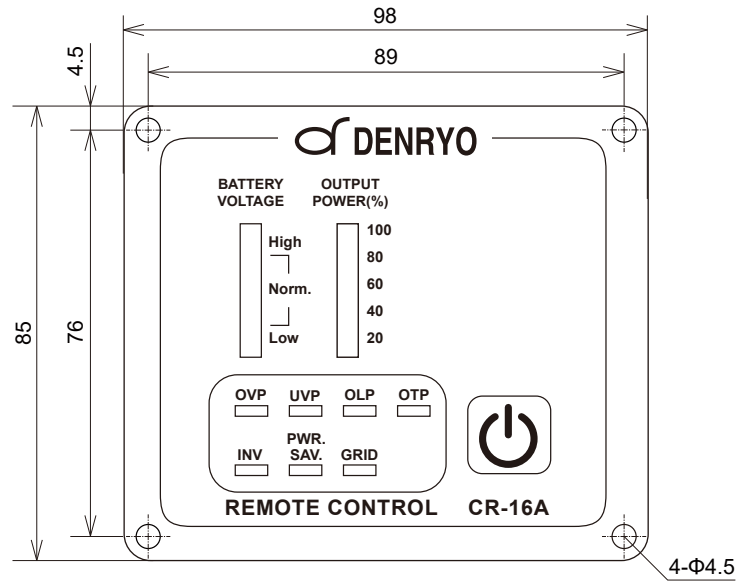 98
89
4.5
85
76
DENRYO
BATTERY VOLTAGE
OUTPUT POWER(%)
High
Norm.
Low
100
80
60
40
20
OVP UVP OLP OTP
INV PWR. SAV. GRID
REMOTE CONTROL CR-16A
4-Φ4.5